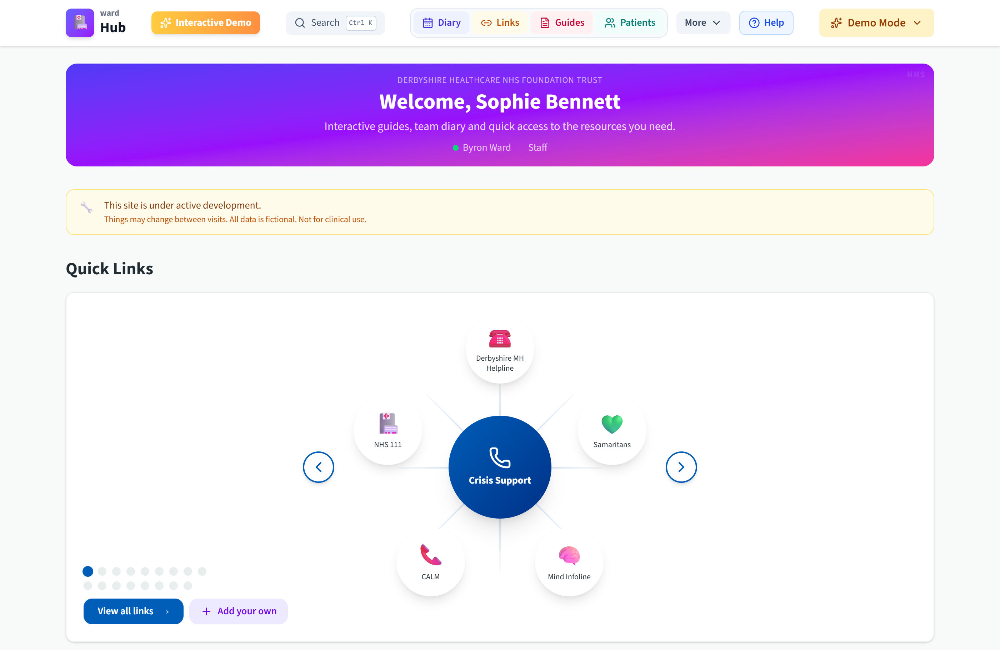 ward
Hub
Interactive Demo
Search Ctrl K
Diary
Links
Guides
Patients
More
Help
Demo Mode
NHS
DERBYSHIRE HEALTHCARE NHS FOUNDATION TRUST
Welcome, Sophie Bennett
Interactive guides, team diary and quick access to the resources you need.
Byron Ward Staff
This site is under active development.
Things may change between visits. All data is fictional. Not for clinical use.
Quick Links
Derbyshire MH
Helpline
NHS 111
Samaritans
Crisis Support
CALM
Mind Infoline
View all links →
+ Add your own